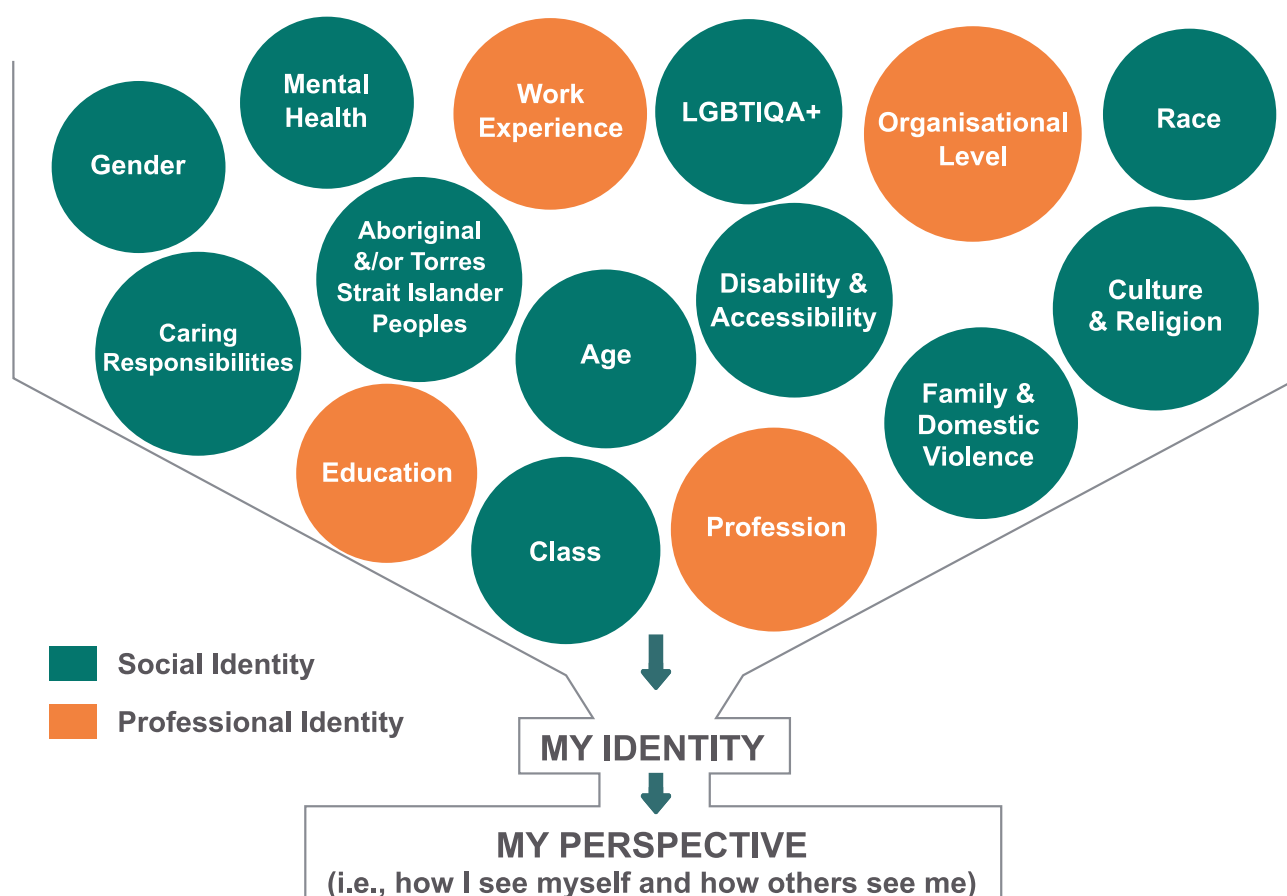 Gender
Mental
Health
Work
Experience
LGBTIQA+
Organisational
Level
Race
Caring
Responsibilities
Aboriginal
&/or Torres
Strait Islander
Peoples
Age
Disability &
Accessibility
Culture
& Religion
Family &
Domestic
Violence
Education
Class
Profession
Social Identity
Professional Identity
MY IDENTITY
MY PERSPECTIVE
(i.e., how I see myself and how others see me)